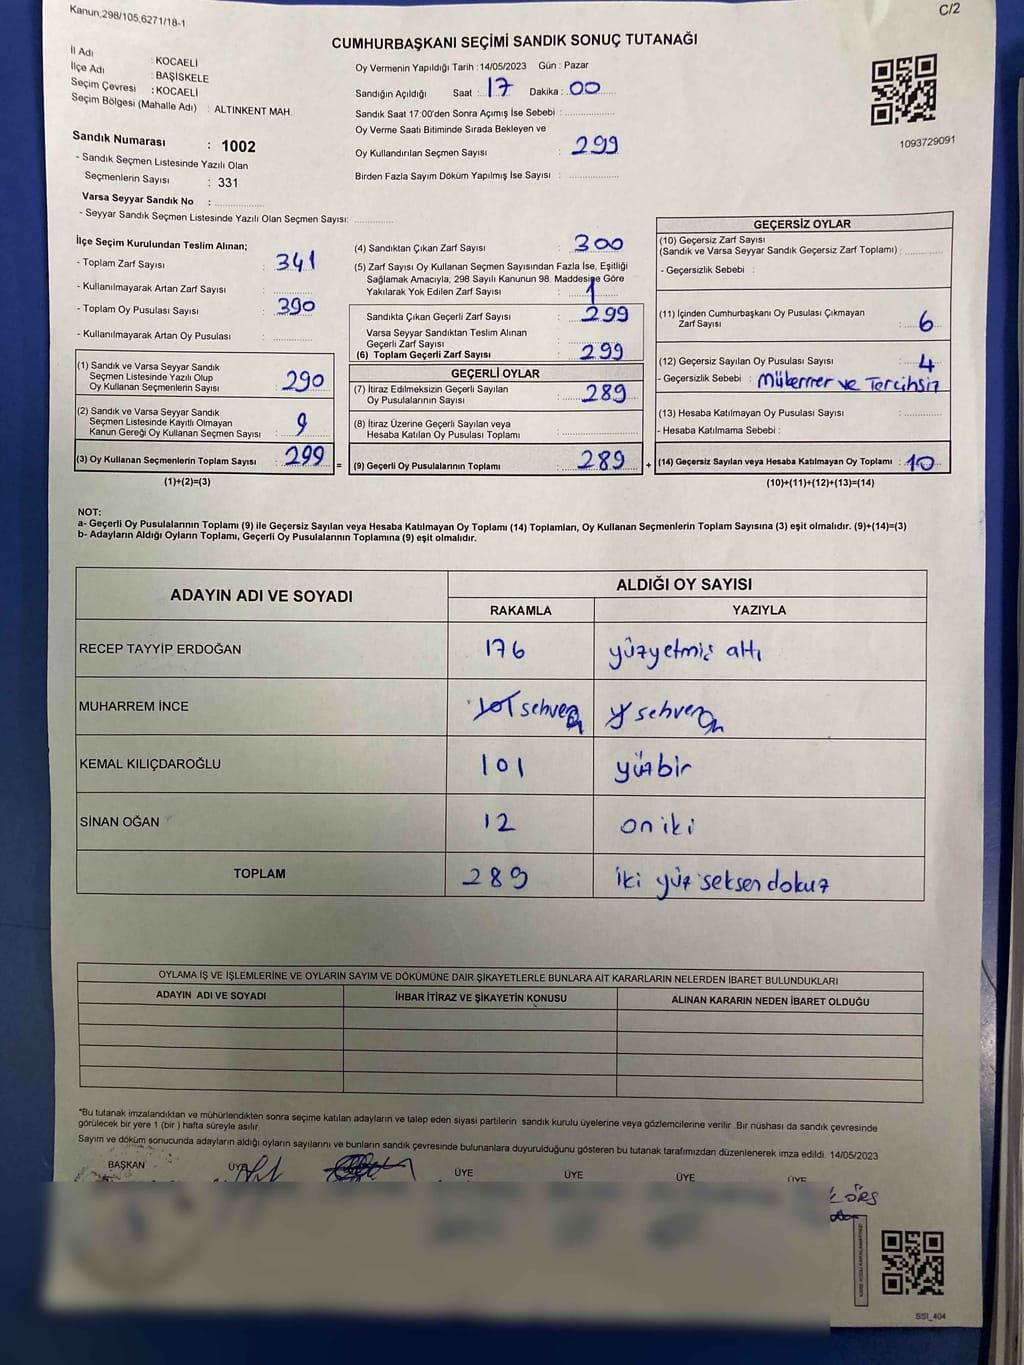 Kanun;298/105,6271/18-1
C/2
CUMHURBAŞKANI SEÇİMİ SANDIK SONUÇ TUTANAĞI
İl Adı : KOCAELİ
İlçe Adı : BAŞİSKELE
Seçim Çevresi : KOCAELİ
Seçim Bölgesi (Mahalle Adı) : ALTINKENT MAH.
Sandık Numarası : 1002
- Sandık Seçmen Listesinde Yazılı Olan
Seçmenlerin Sayısı : 331
Varsa Seyyar Sandık No :
- Seyyar Sandık Seçmen Listesinde Yazılı Olan Seçmen Sayısı:
Oy Vermenin Yapıldığı Tarih :14/05/2023 Gün : Pazar
Sandığın Açıldığı Saat : 17 Dakika : 00
Sandık Saat 17:00'den Sonra Açımış İse Sebebi :
Oy Verme Saati Bitiminde Sırada Bekleyen ve
Oy Kullandırılan Seçmen Sayısı : 299
Birden Fazla Sayım Döküm Yapılmış İse Sayısı :
1093729091
İlçe Seçim Kurulundan Teslim Alınan;
- Toplam Zarf Sayısı : 341
- Kullanılmayarak Artan Zarf Sayısı :
- Toplam Oy Pusulası Sayısı : 390
- Kullanılmayarak Artan Oy Pusulası :
(1) Sandık ve Varsa Seyyar Sandık
Seçmen Listesinde Yazılı Olup
Oy Kullanan Seçmenlerin Sayısı : 290
(2) Sandık ve Varsa Seyyar Sandık
Seçmen Listesinde Kayıtlı Olmayan
Kanun Gereği Oy Kullanan Seçmen Sayısı : 9
(3) Oy Kullanan Seçmenlerin Toplam Sayısı : 299 =
(1)+(2)=(3)
(4) Sandıktan Çıkan Zarf Sayısı : 300
(5) Zarf Sayısı Oy Kullanan Seçmen Sayısından Fazla İse, Eşitliği
Sağlamak Amacıyla, 298 Sayılı Kanunun 98. Maddesine Göre
Yakılarak Yok Edilen Zarf Sayısı : 1
Sandıkta Çıkan Geçerli Zarf Sayısı : 299
Varsa Seyyar Sandıktan Teslim Alınan
Geçerli Zarf Sayısı :
(6) Toplam Geçerli Zarf Sayısı : 299
GEÇERLİ OYLAR
(7) İtiraz Edilmeksizin Geçerli Sayılan
Oy Pusulalarının Sayısı : 289
(8) İtiraz Üzerine Geçerli Sayılan veya
Hesaba Katılan Oy Pusulası Toplamı :
(9) Geçerli Oy Pusulalarının Toplamı : 289 +
GEÇERSİZ OYLAR
(10) Geçersiz Zarf Sayısı
(Sandık ve Varsa Seyyar Sandık Geçersiz Zarf Toplamı) :
- Geçersizlik Sebebi :
(11) İçinden Cumhurbaşkanı Oy Pusulası Çıkmayan
Zarf Sayısı : 6
(12) Geçersiz Sayılan Oy Pusulası Sayısı : 4
- Geçersizlik Sebebi : Mükerrer ve Tercihsiz
(13) Hesaba Katılmayan Oy Pusulası Sayısı :
- Hesaba Katılmama Sebebi :
(14) Geçersiz Sayılan veya Hesaba Katılmayan Oy Toplamı : 10
(10)+(11)+(12)+(13)=(14)
NOT:
a- Geçerli Oy Pusulalarının Toplamı (9) ile Geçersiz Sayılan veya Hesaba Katılmayan Oy Toplamı (14) Toplamları, Oy Kullanan Seçmenlerin Toplam Sayısına (3) eşit olmalıdır. (9)+(14)=(3)
b- Adayların Aldığı Oyların Toplamı, Geçerli Oy Pusulalarının Toplamına (9) eşit olmalıdır.
ADAYIN ADI VE SOYADI ALDIĞI OY SAYISI
RAKAMLA YAZIYLA
RECEP TAYYİP ERDOĞAN 176 yüzyetmiş altı
MUHARREM İNCE sehven sehven
KEMAL KILIÇDAROĞLU 101 yüzbir
SİNAN OĞAN 12 oniki
TOPLAM 289 iki yüz seksen dokuz
OYLAMA İŞ VE İŞLEMLERİNE VE OYLARIN SAYIM VE DÖKÜMÜNE DAİR ŞİKAYETLERLE BUNLARA AİT KARARLARIN NELERDEN İBARET BULUNDUKLARI
ADAYIN ADI VE SOYADI İHBAR İTİRAZ VE ŞİKAYETİN KONUSU ALINAN KARARIN NEDEN İBARET OLDUĞU
*Bu tutanak imzalandıktan ve mühürlendikten sonra seçime katılan adayların ve talep eden siyasi partilerin sandık kurulu üyelerine veya gözlemcilerine verilir .Bir nüshası da sandık çevresinde
görülecek bir yere 1 (bir ) hafta süreyle asılır.
Sayım ve döküm sonucunda adayların aldığı oyların sayılarını ve bunların sandık çevresinde bulunanlara duyurulduğunu gösteren bu tutanak tarafımızdan düzenlenerek imza edildi. 14/05/2023
BAŞKAN ÜYE ÜYE ÜYE ÜYE ÜYE
SSI_404